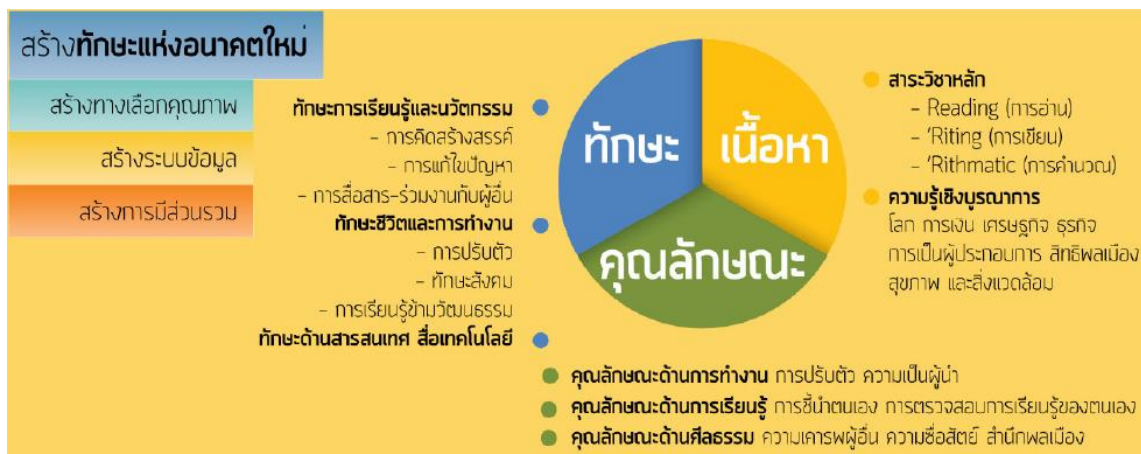 สร้างทักษะแห่งอนาคตใหม่
สร้างทางเลือกคุณภาพ
สร้างระบบข้อมูล
สร้างการมีส่วนร่วม
ทักษะการเรียนรู้และนวัตกรรม
- การคิดสร้างสรรค์
- การแก้ไขปัญหา
- การสื่อสาร-ร่วมงานกับผู้อื่น
ทักษะชีวิตและการทำงาน
- การปรับตัว
- ทักษะสังคม
- การเรียนรู้ข้ามวัฒนธรรม
ทักษะด้านสารสนเทศ สื่อเทคโนโลยี
ทักษะ
เนื้อหา
คุณลักษณะ
สาระวิชาหลัก
- Reading (การอ่าน)
- 'Riting (การเขียน)
- 'Rithmatic (การคำนวณ)
ความรู้เชิงบูรณาการ
โลก การเงิน เศรษฐกิจ ธุรกิจ
การเป็นผู้ประกอบการ สิทธิพลเมือง
สุขภาพ และสิ่งแวดล้อม
คุณลักษณะด้านการทำงาน การปรับตัว ความเป็นผู้นำ
คุณลักษณะด้านการเรียนรู้ การชี้นำตนเอง การตรวจสอบการเรียนรู้ของตนเอง
คุณลักษณะด้านศีลธรรม ความเคารพผู้อื่น ความซื่อสัตย์ สำนึกพลเมือง